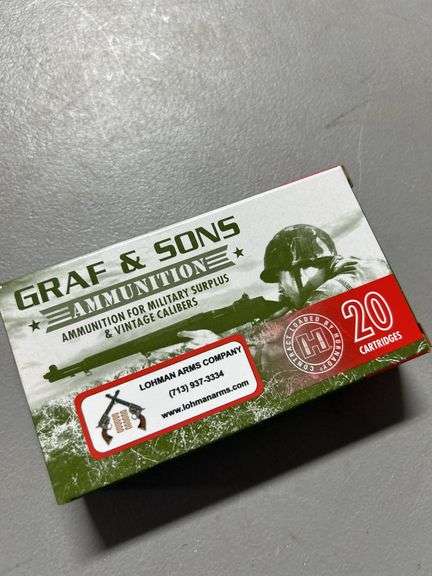 GRAF & SONS
AMMUNITION
AMMUNITION FOR MILITARY SURPLUS
& VINTAGE CALIBERS
LOHMAN ARMS COMPANY
(713) 937-3334
www.lohmanarms.com
CONTRACT LOADED BY HORNADY
H
20
CARTRIDGES